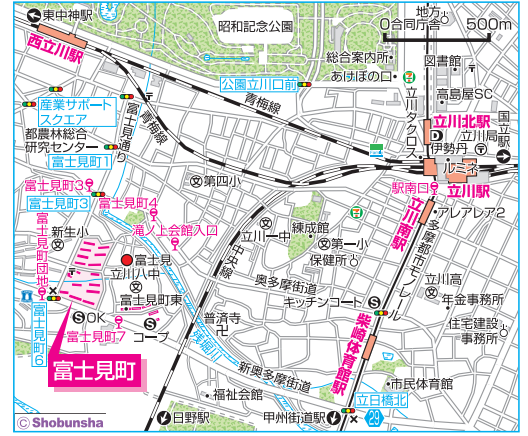 東中神駅
西立川駅
昭和記念公園
地方
合同庁舎
0
500m
総合案内所
あけぼの口
図書館
公園立川口前
高島屋SC
産業サポート
スクエア
富士見通り
青梅線
青梅線
立川タクロス
立川北駅
国立駅
都農林総合
研究センター
D
立川局
伊勢丹
富士見町1
ルミネ
立川駅
富士見町3
第四小
駅南口
富士見町3
富士見町4
立川南駅
アレアレア2
滝ノ上会館入口
練成館
富士見町団地
新生小
立川一中
第一小
保健所
多摩都市モノレール
富士見
中央線
立川八中
奥多摩街道
立川高
富士見町東
キッチンコート
S
年金事務所
SOK
普済寺
住宅建設
事務所
富士見町7
S
コープ
残堀川
柴崎体育館駅
富士見町6
富士見町
新奥多摩街道
市民体育館
福祉会館
立日橋北
© Shobunsha
日野駅
甲州街道駅
29